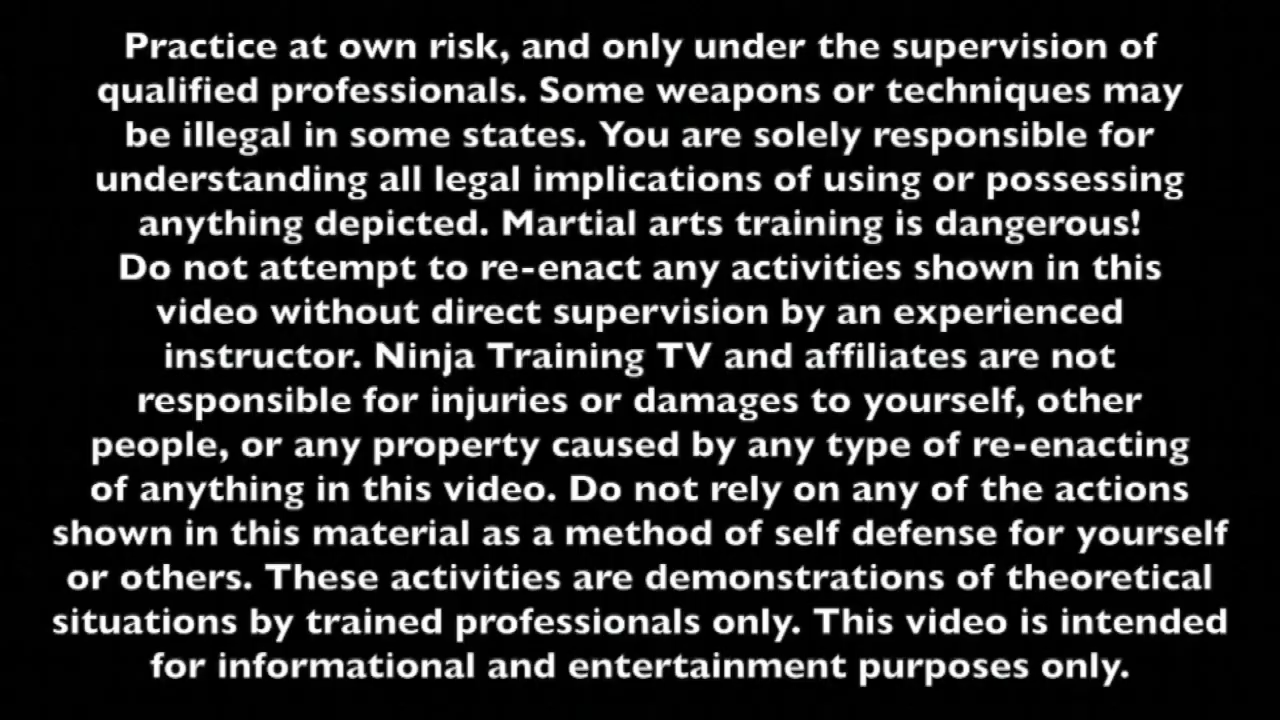 Practice at own risk, and only under the supervision of
qualified professionals. Some weapons or techniques may
be illegal in some states. You are solely responsible for
understanding all legal implications of using or possessing
anything depicted. Martial arts training is dangerous!
Do not attempt to re-enact any activities shown in this
video without direct supervision by an experienced
instructor. Ninja Training TV and affiliates are not
responsible for injuries or damages to yourself, other
people, or any property caused by any type of re-enacting
of anything in this video. Do not rely on any of the actions
shown in this material as a method of self defense for yourself
or others. These activities are demonstrations of theoretical
situations by trained professionals only. This video is intended
for informational and entertainment purposes only.